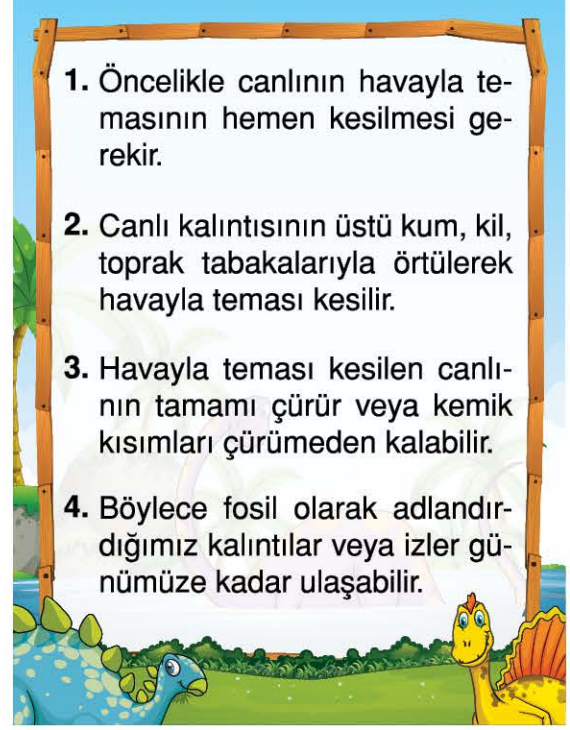 1. Öncelikle canlının havayla te-
masının hemen kesilmesi ge-
rekir.
2. Canlı kalıntısının üstü kum, kil,
toprak tabakalarıyla örtülerek
havayla teması kesilir.
3. Havayla teması kesilen canlı-
nın tamamı çürür veya kemik
kısımları çürümeden kalabilir.
4. Böylece fosil olarak adlandır-
dığımız kalıntılar veya izler gü-
nümüze kadar ulaşabilir.